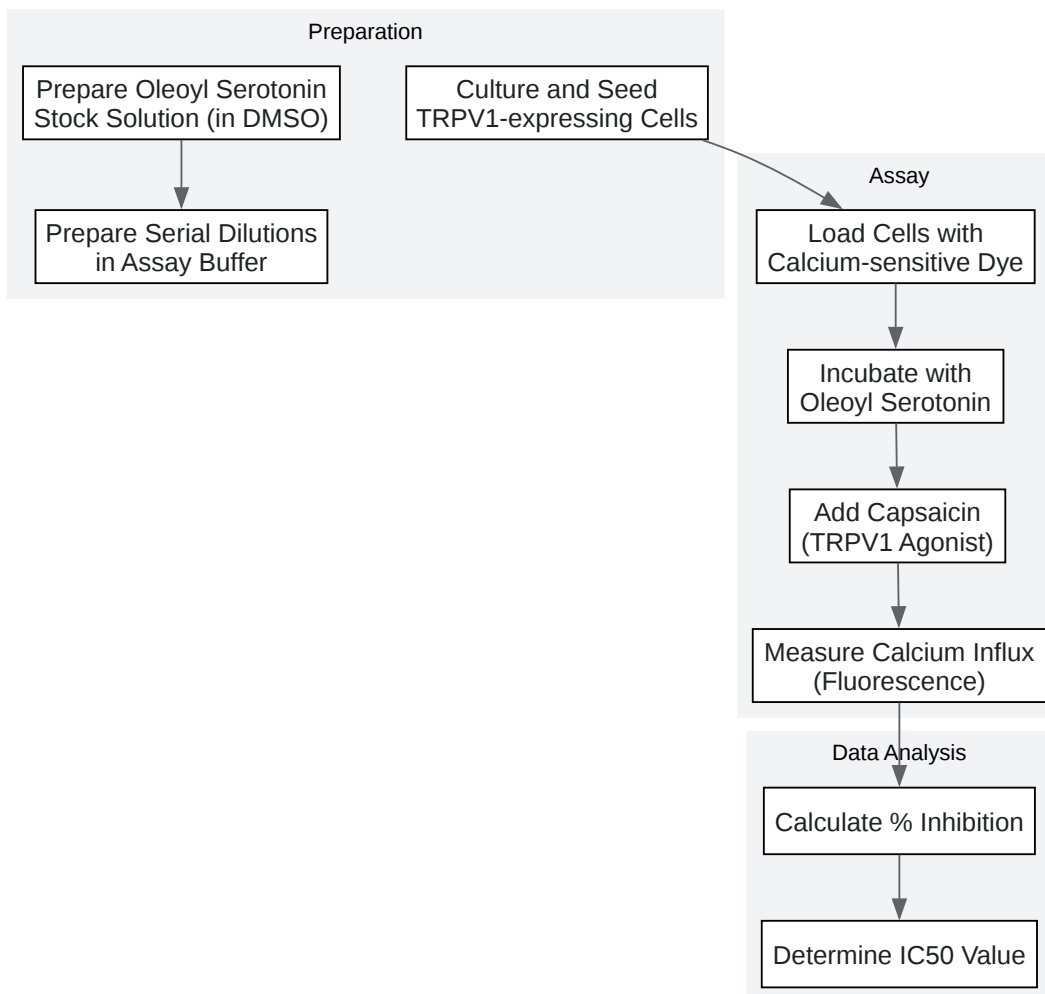 Preparation
Prepare Oleoyl Serotonin
Stock Solution (in DMSO)
Culture and Seed
TRPV1-expressing Cells
Prepare Serial Dilutions
in Assay Buffer
Assay
Load Cells with
Calcium-sensitive Dye
Incubate with
Oleoyl Serotonin
Add Capsaicin
(TRPV1 Agonist)
Measure Calcium Influx
(Fluorescence)
Data Analysis
Calculate % Inhibition
Determine IC50 Value